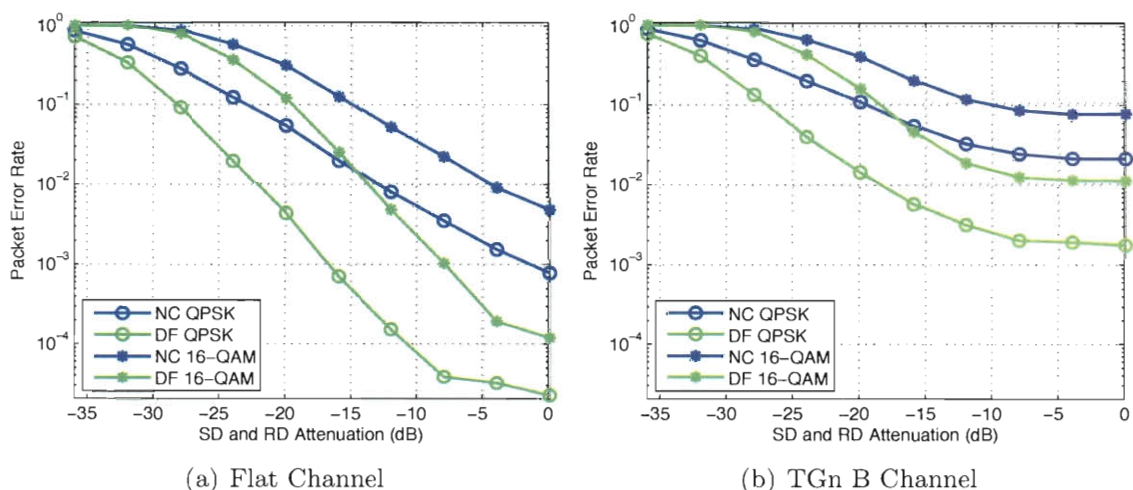 10^0
10^-1
10^-2
10^-3
10^-4
Packet Error Rate
NC QPSK
DF QPSK
NC 16-QAM
DF 16-QAM
-35 -30 -25 -20 -15 -10 -5 0
SD and RD Attenuation (dB)
(a) Flat Channel
10^0
10^-1
10^-2
10^-3
10^-4
Packet Error Rate
NC QPSK
DF QPSK
NC 16-QAM
DF 16-QAM
-35 -30 -25 -20 -15 -10 -5 0
SD and RD Attenuation (dB)
(b) TGn B Channel